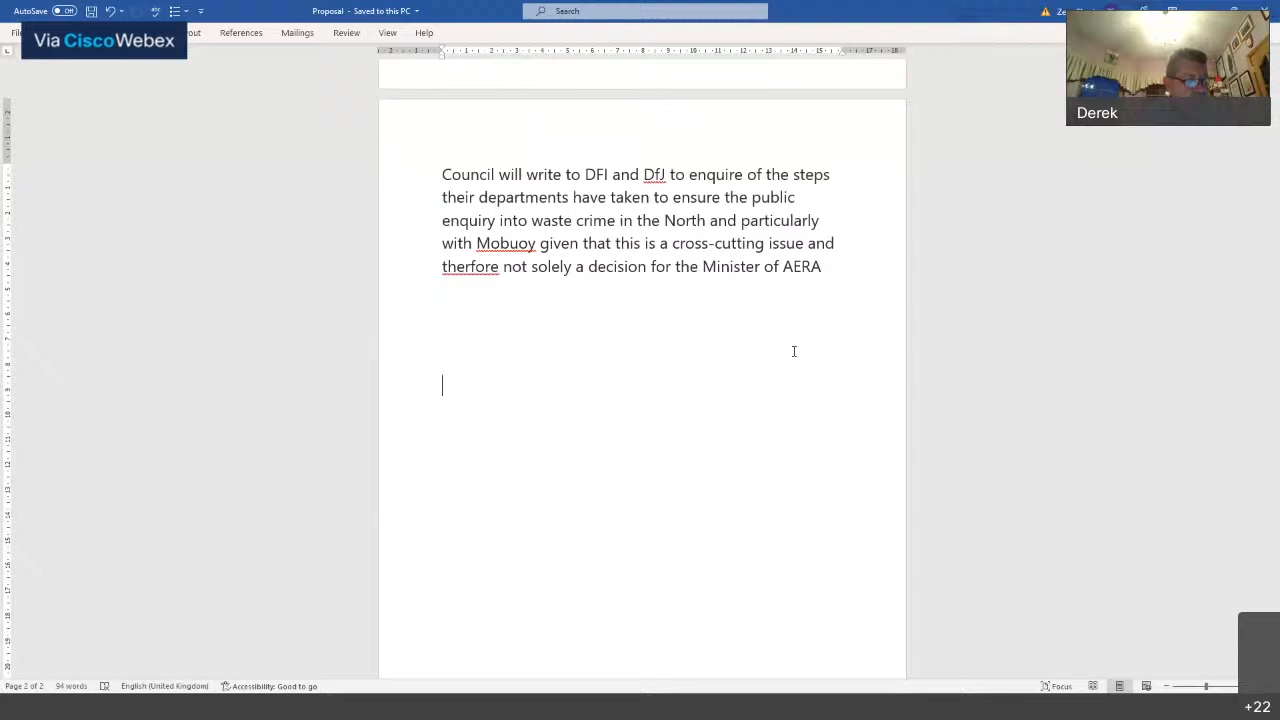 AutoSave Off
Proposal - Saved to this PC
Search
Via CiscoWebex
References Mailings Review View Help
Derek
Council will write to DFI and DfJ to enquire of the steps
their departments have taken to ensure the public
enquiry into waste crime in the North and particularly
with Mobuoy given that this is a cross-cutting issue and
therfore not solely a decision for the Minister of AERA
Page 2 of 2 94 words English (United Kingdom) Accessibility: Good to go Focus
+22